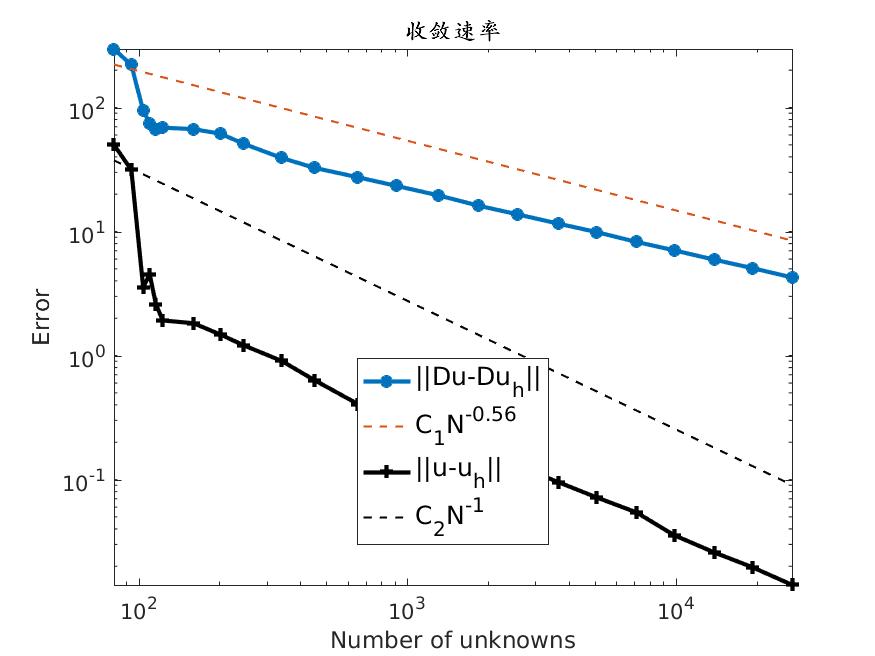 收敛速率
10^2
10^1
10^0
10^-1
Error
||Du-Du_h||
C_1N^-0.56
||u-u_h||
C_2N^-1
10^2 10^3 10^4
Number of unknowns